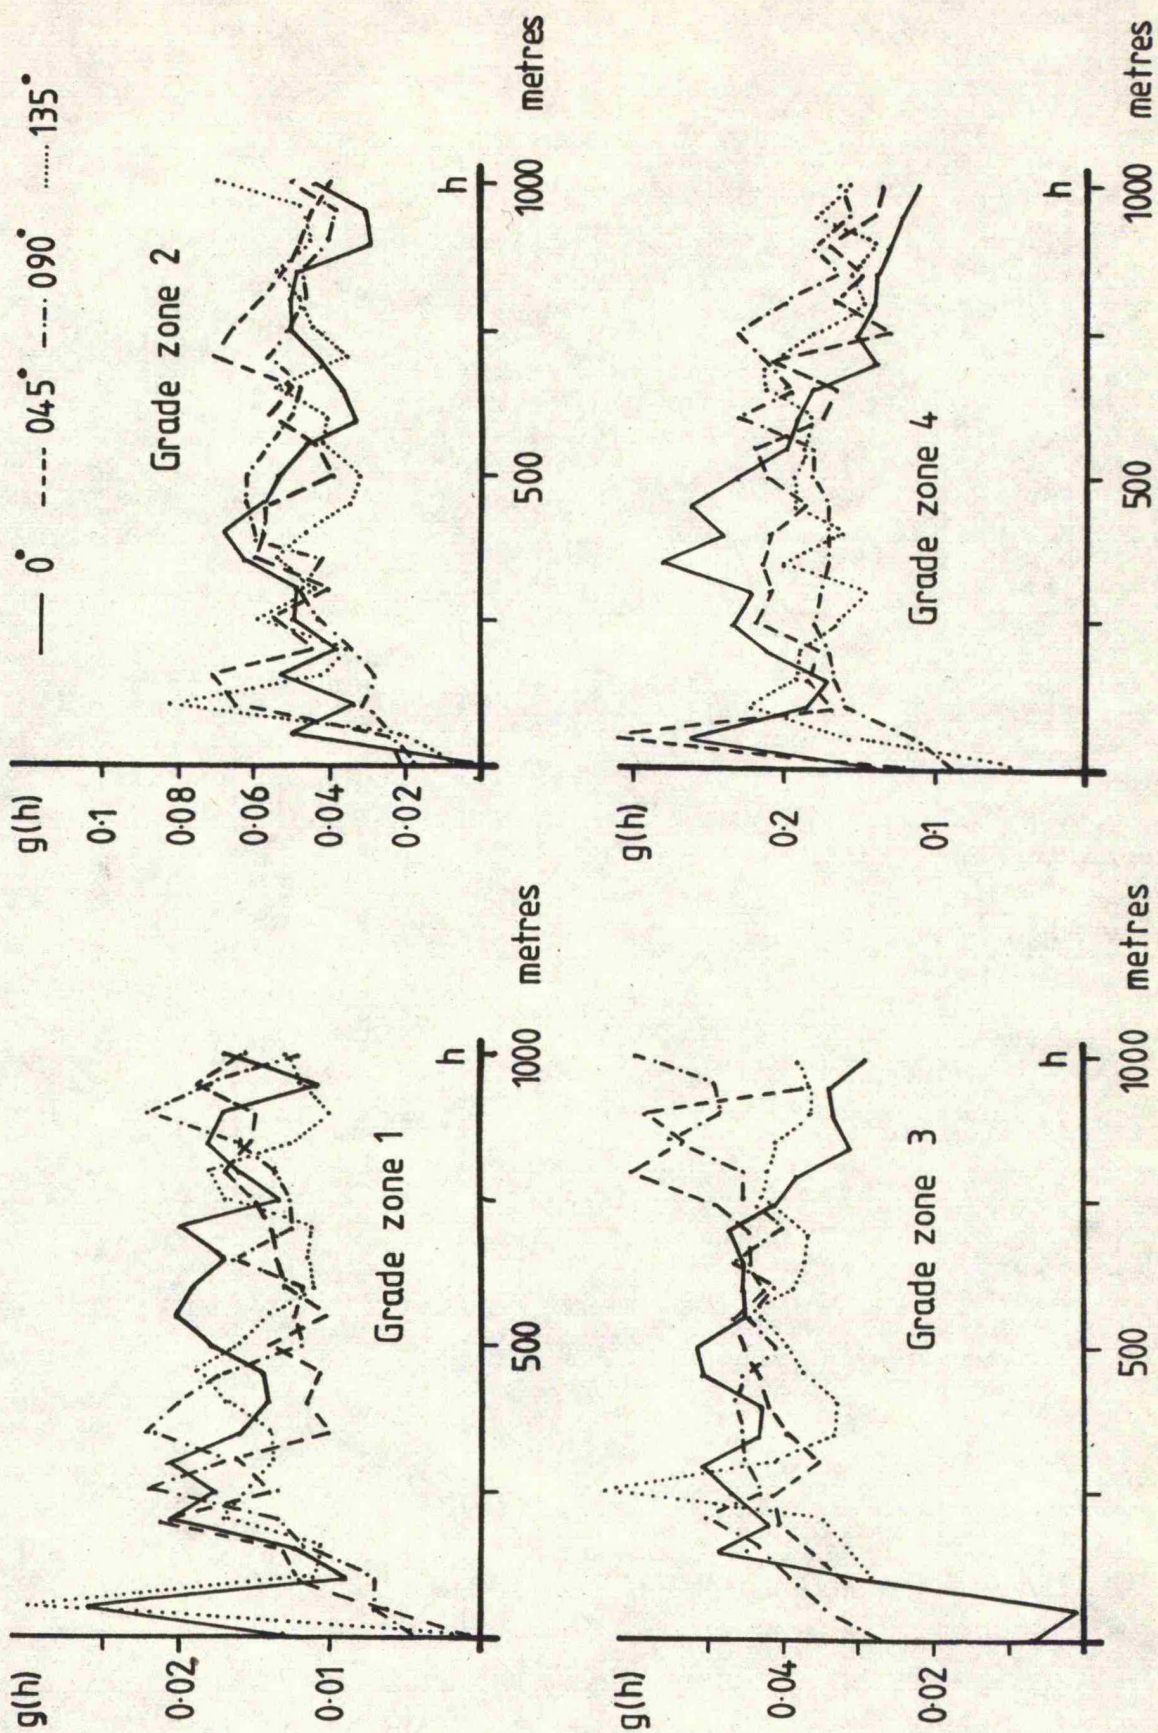 — 0° --- 045° -·-·- 090° ........ 135°
g(h)
0·02
0·01
Grade zone 1
h
500
1000
metres
g(h)
0·1
0·08
0·06
0·04
0·02
Grade zone 2
h
500
1000
metres
g(h)
0·04
0·02
Grade zone 3
h
500
1000
metres
g(h)
0·2
0·1
Grade zone 4
h
500
1000
metres